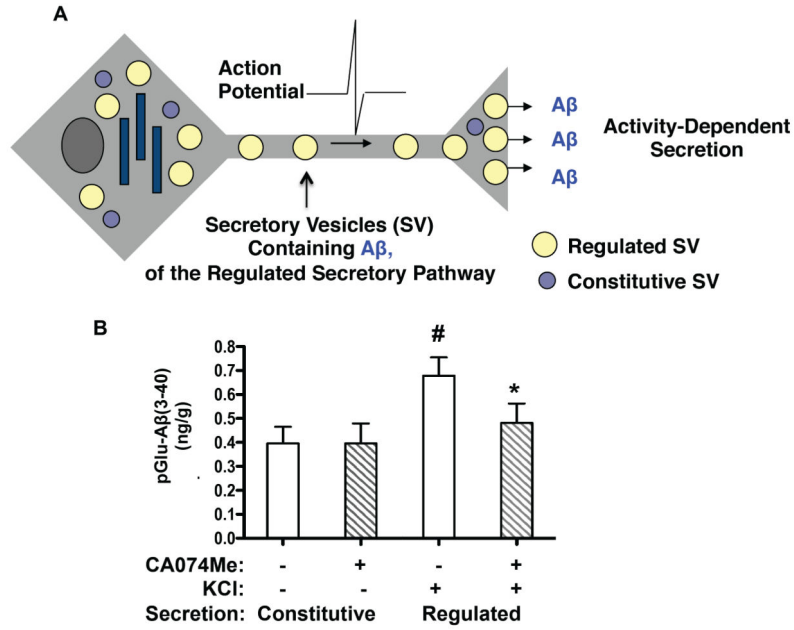 A
Action
Potential
Aβ
Aβ
Aβ
Activity-Dependent
Secretion
Secretory Vesicles (SV)
Containing Aβ,
of the Regulated Secretory Pathway
Regulated SV
Constitutive SV
B
pGlu-Aβ(3-40)
(ng/g)
0.8
0.7
0.6
0.5
0.4
0.3
0.2
0.1
0.0
#
*
CA074Me: - + - +
KCl: - - + +
Secretion: Constitutive Regulated